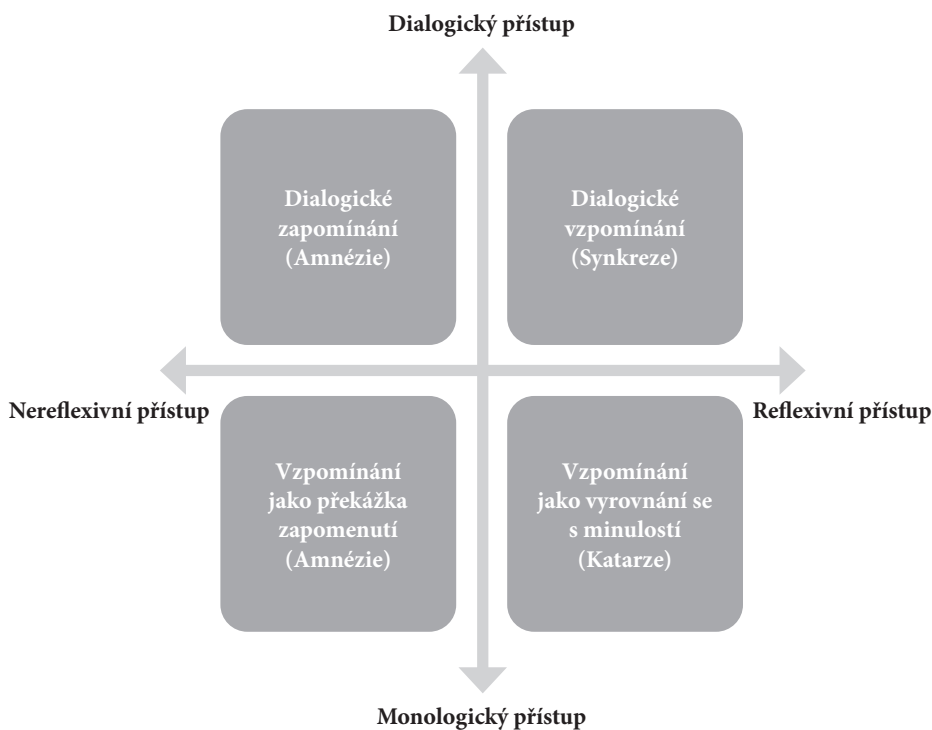 Dialogický přístup
Dialogické
zapomínání
(Amnézie)
Dialogické
vzpomínání
(Synkreze)
Nereflexivní přístup
Reflexivní přístup
Vzpomínání
jako překážka
zapomenutí
(Amnézie)
Vzpomínání
jako vyrovnání se
s minulostí
(Katarze)
Monologický přístup